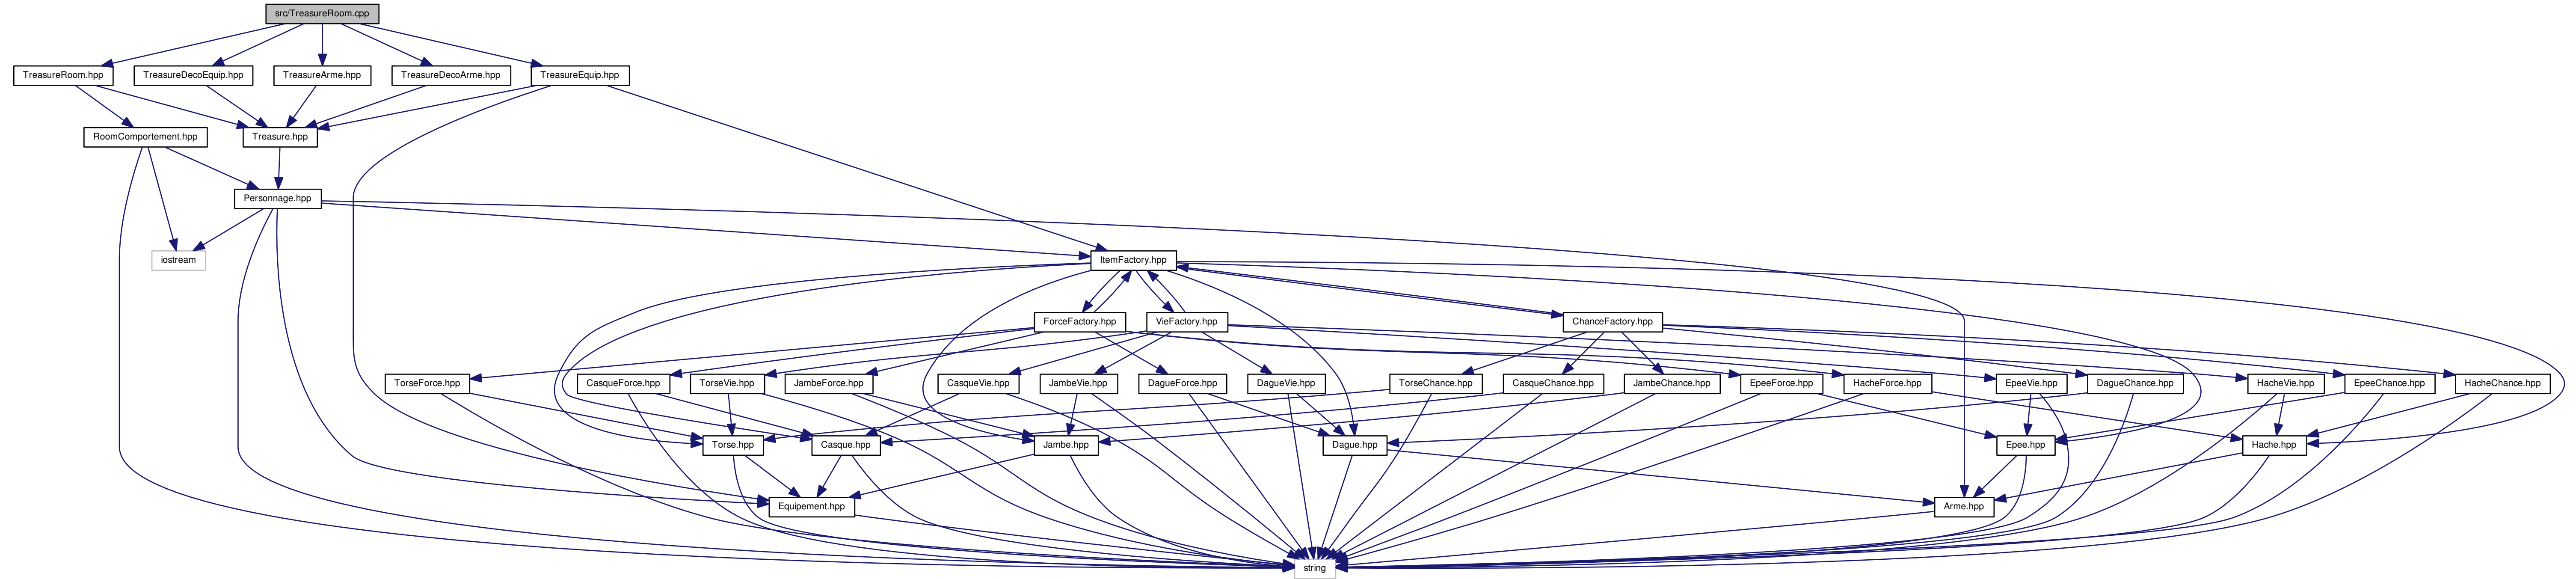 src/TreasureRoom.cpp
TreasureRoom.hpp
TreasureDecoEquip.hpp
TreasureArme.hpp
TreasureDecoArme.hpp
TreasureEquip.hpp
RoomComportement.hpp
Treasure.hpp
Personnage.hpp
iostream
ItemFactory.hpp
ForceFactory.hpp
VieFactory.hpp
ChanceFactory.hpp
TorseForce.hpp
CasqueForce.hpp
TorseVie.hpp
JambeForce.hpp
CasqueVie.hpp
JambeVie.hpp
DagueForce.hpp
DagueVie.hpp
TorseChance.hpp
CasqueChance.hpp
JambeChance.hpp
EpeeForce.hpp
HacheForce.hpp
EpeeVie.hpp
DagueChance.hpp
HacheVie.hpp
EpeeChance.hpp
HacheChance.hpp
Torse.hpp
Casque.hpp
Jambe.hpp
Dague.hpp
Epee.hpp
Hache.hpp
Equipement.hpp
Arme.hpp
string